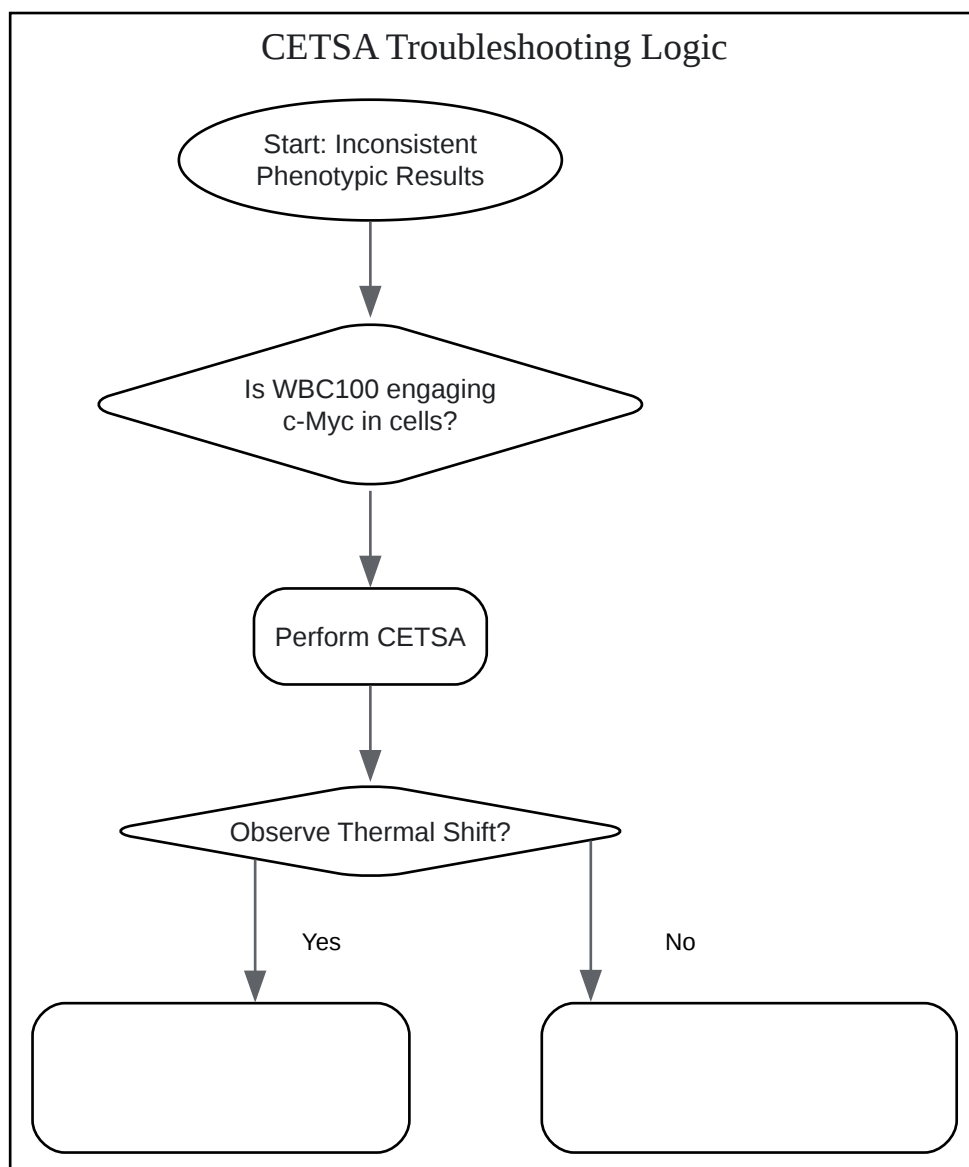 CETSA Troubleshooting Logic
Start: Inconsistent
Phenotypic Results
Is WBC100 engaging
c-Myc in cells?
Perform CETSA
Observe Thermal Shift?
Yes
No